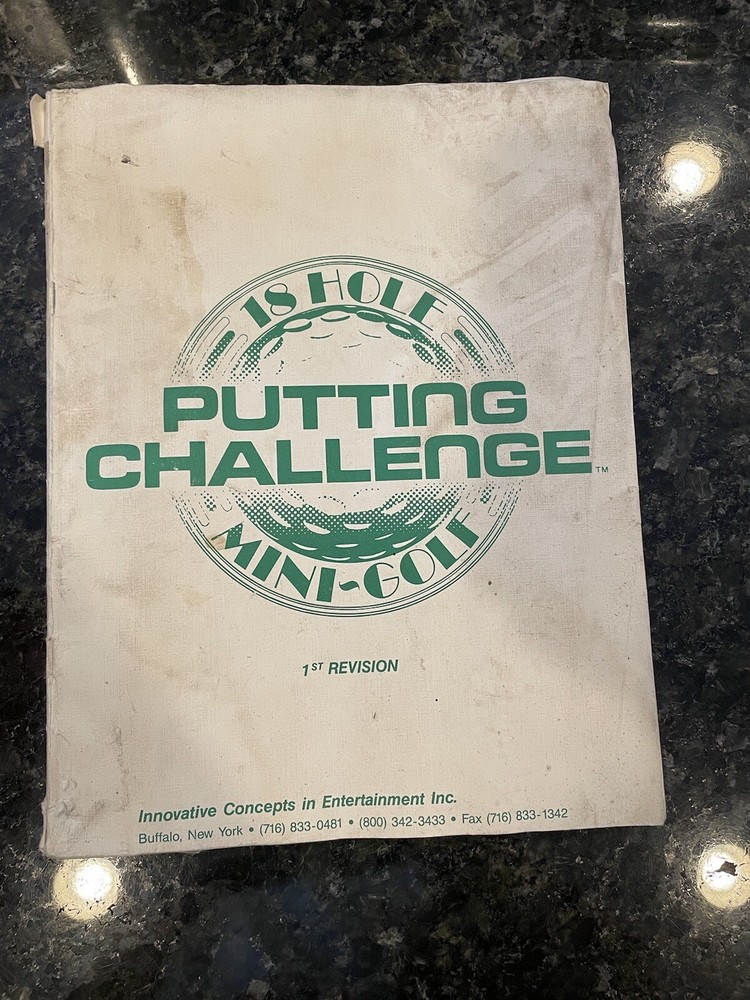 18 HOLE
PUTTING
CHALLENGE™
MINI-GOLF
1ST REVISION
Innovative Concepts in Entertainment Inc.
Buffalo, New York • (716) 833-0481 • (800) 342-3433 • Fax (716) 833-1342